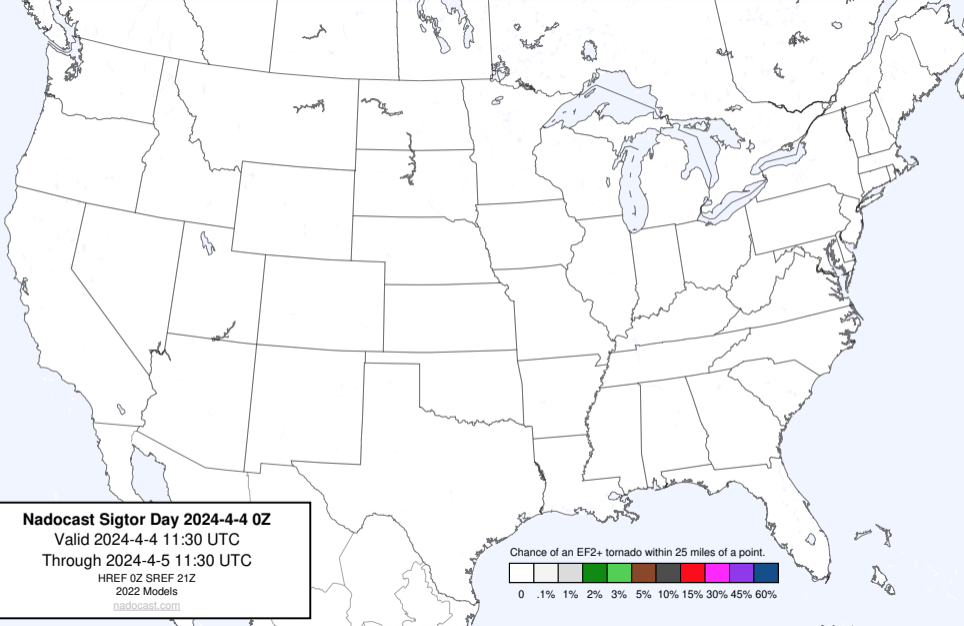 Nadocast Sigtor Day 2024-4-4 0Z
Valid 2024-4-4 11:30 UTC
Through 2024-4-5 11:30 UTC
HREF 0Z SREF 21Z
2022 Models
nadocast.com
Chance of an EF2+ tornado within 25 miles of a point.
0 .1% 1% 2% 3% 5% 10% 15% 30% 45% 60%